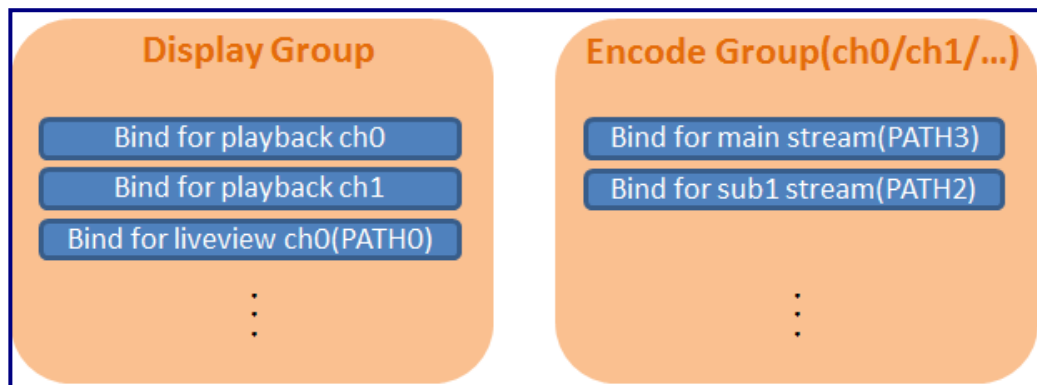 Display Group
Bind for playback ch0
Bind for playback ch1
Bind for liveview ch0(PATH0)
Encode Group(ch0/ch1/…)
Bind for main stream(PATH3)
Bind for sub1 stream(PATH2)